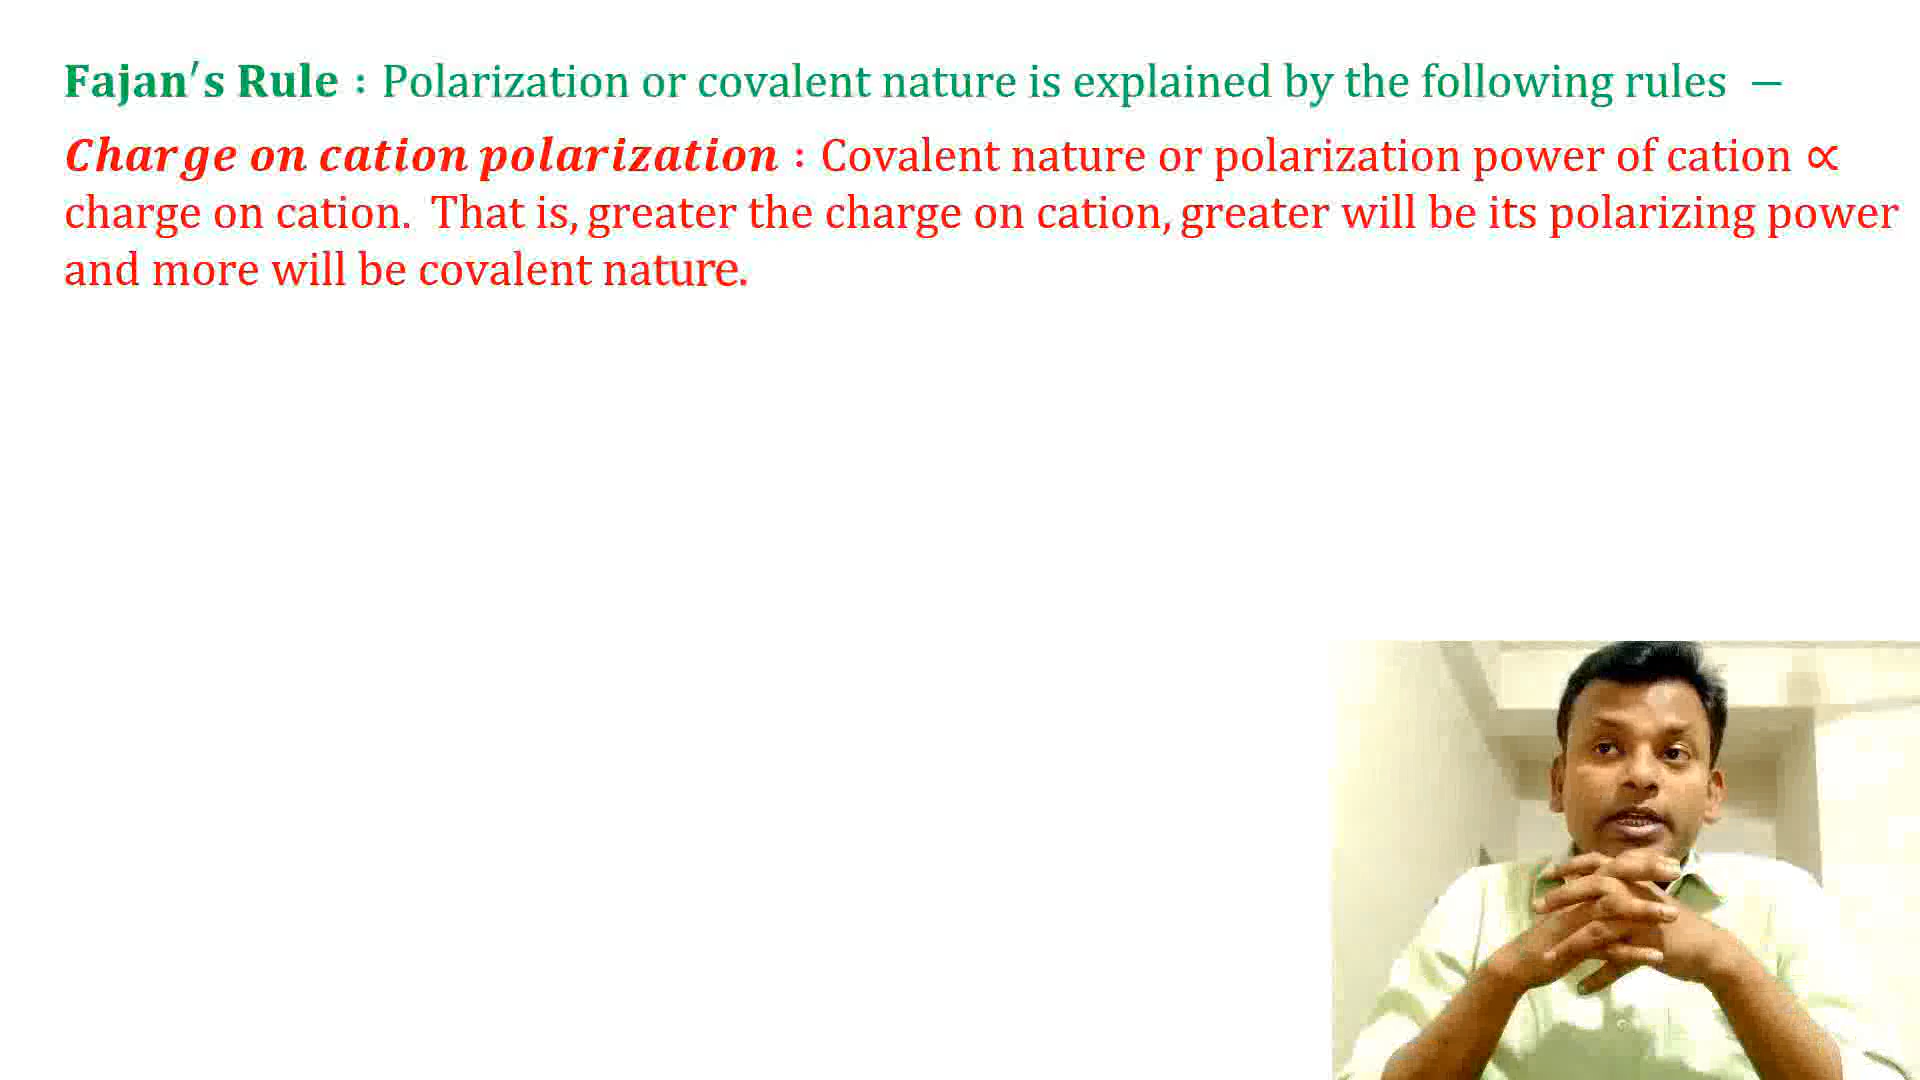 Fajan′s Rule : Polarization or covalent nature is explained by the following rules −
Charge on cation polarization : Covalent nature or polarization power of cation ∝
charge on cation. That is, greater the charge on cation, greater will be its polarizing power
and more will be covalent nature.